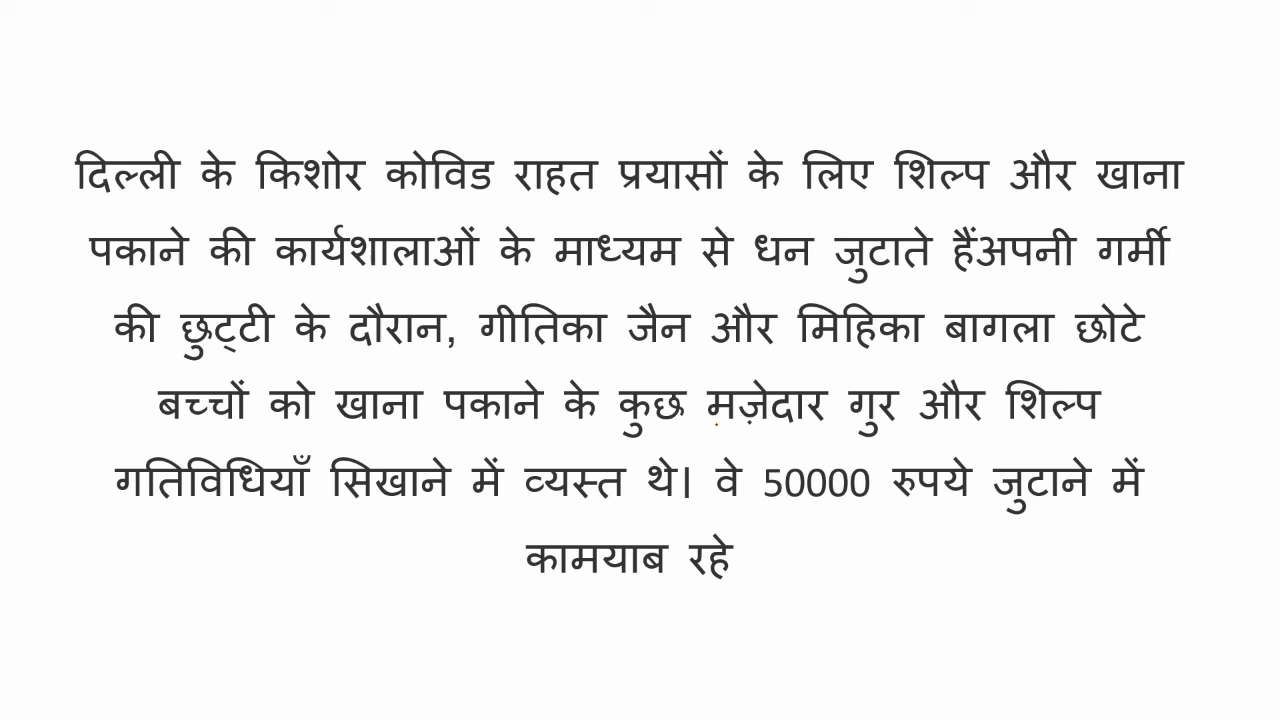 दिल्ली के किशोर कोविड राहत प्रयासों के लिए शिल्प और खाना
पकाने की कार्यशालाओं के माध्यम से धन जुटाते हैंअपनी गर्मी
की छुट्टी के दौरान, गीतिका जैन और मिहिका बागला छोटे
बच्चों को खाना पकाने के कुछ मज़ेदार गुर और शिल्प
गतिविधियाँ सिखाने में व्यस्त थे। वे 50000 रुपये जुटाने में
कामयाब रहे